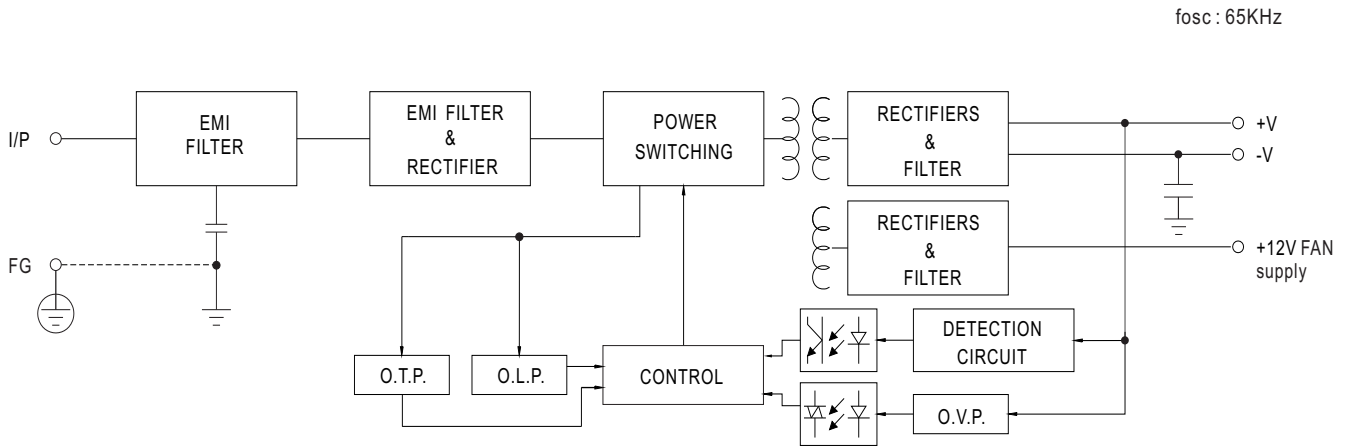 fosc : 65KHz
I/P
EMI
FILTER
EMI FILTER
&
RECTIFIER
POWER
SWITCHING
RECTIFIERS
&
FILTER
+V
-V
RECTIFIERS
&
FILTER
+12V FAN
supply
FG
O.T.P.
O.L.P.
CONTROL
DETECTION
CIRCUIT
O.V.P.